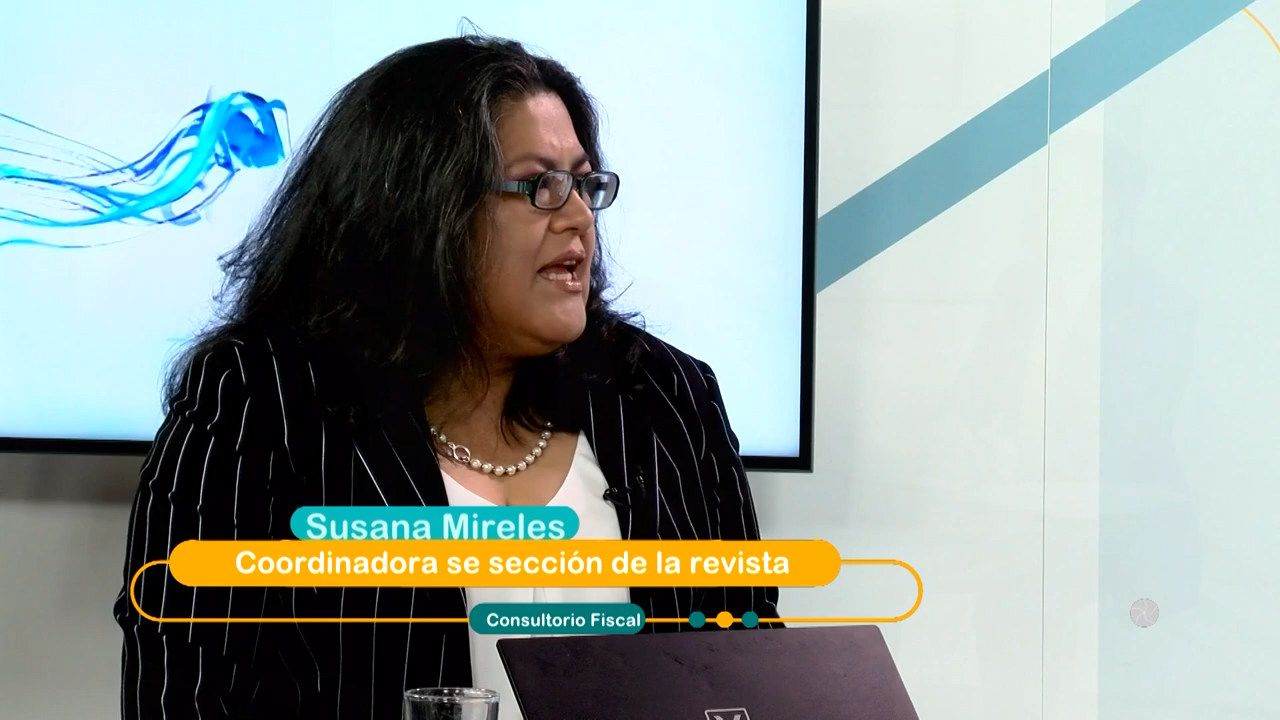 Susana Mireles
Coordinadora se sección de la revista
Consultorio Fiscal